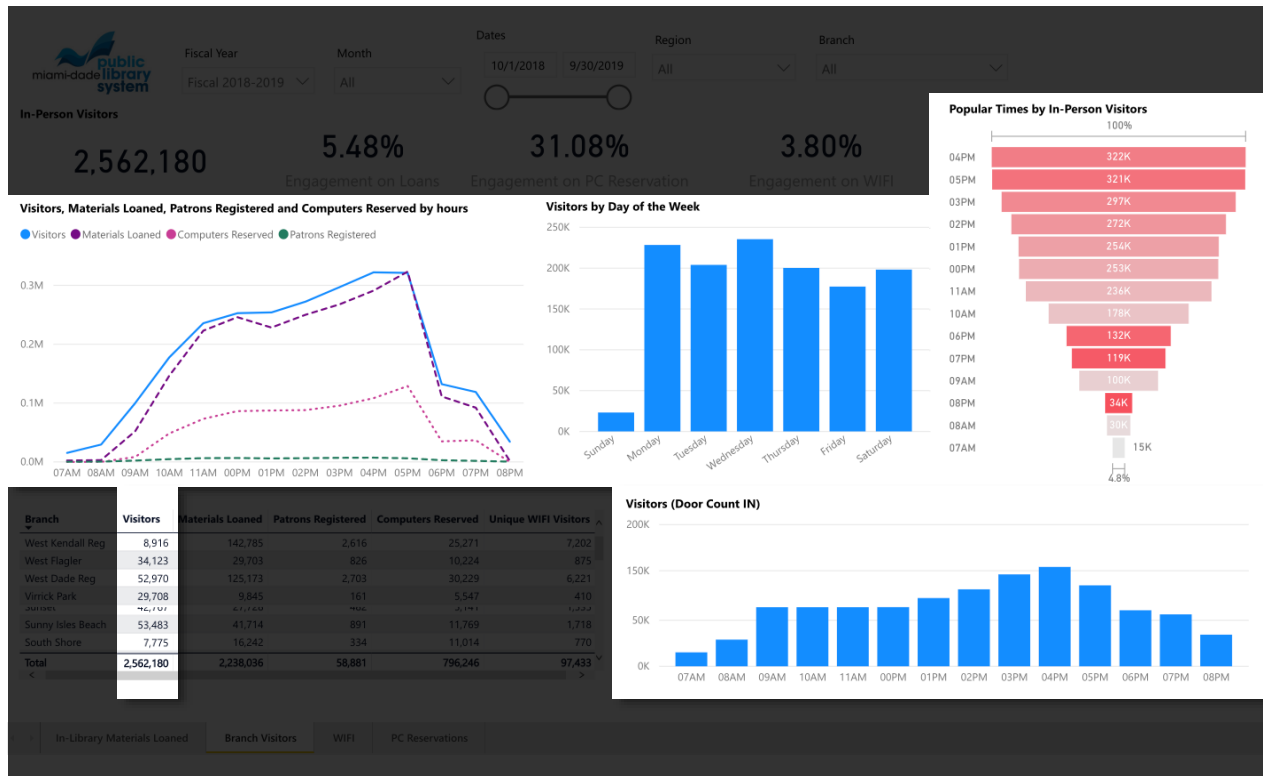 public
miami-dade library
system
Fiscal Year
Fiscal 2018-2019
Month
All
Dates
10/1/2018 9/30/2019
Region
All
Branch
All
In-Person Visitors
2,562,180
5.48%
Engagement on Loans
31.08%
Engagement on PC Reservation
3.80%
Engagement on WIFI
Popular Times by In-Person Visitors
100%
04PM 322K
05PM 321K
03PM 297K
02PM 272K
01PM 254K
00PM 253K
11AM 236K
10AM 178K
06PM 132K
07PM 119K
09AM 100K
08PM 34K
08AM 30K
07AM 15K
4.8%
Visitors, Materials Loaned, Patrons Registered and Computers Reserved by hours
Visitors Materials Loaned Computers Reserved Patrons Registered
0.3M
0.2M
0.1M
0.0M
07AM 08AM 09AM 10AM 11AM 00PM 01PM 02PM 03PM 04PM 05PM 06PM 07PM 08PM
Visitors by Day of the Week
250K
200K
150K
100K
50K
0K
Sunday Monday Tuesday Wednesday Thursday Friday Saturday
Branch Visitors Materials Loaned Patrons Registered Computers Reserved Unique WIFI Visitors
West Kendall Reg 8,916 142,785 2,616 25,271 7,202
West Flagler 34,123 29,703 826 10,224 875
West Dade Reg 52,970 125,173 2,703 30,229 6,221
Virrick Park 29,708 9,845 161 5,547 410
Sunny Isles Beach 53,483 41,714 891 11,769 1,718
South Shore 7,775 16,242 334 11,014 770
Total 2,562,180 2,238,036 58,881 796,246 97,433
Visitors (Door Count IN)
200K
150K
50K
0K
07AM 08AM 09AM 10AM 11AM 00PM 01PM 02PM 03PM 04PM 05PM 06PM 07PM 08PM
In-Library Materials Loaned Branch Visitors WIFI PC Reservations